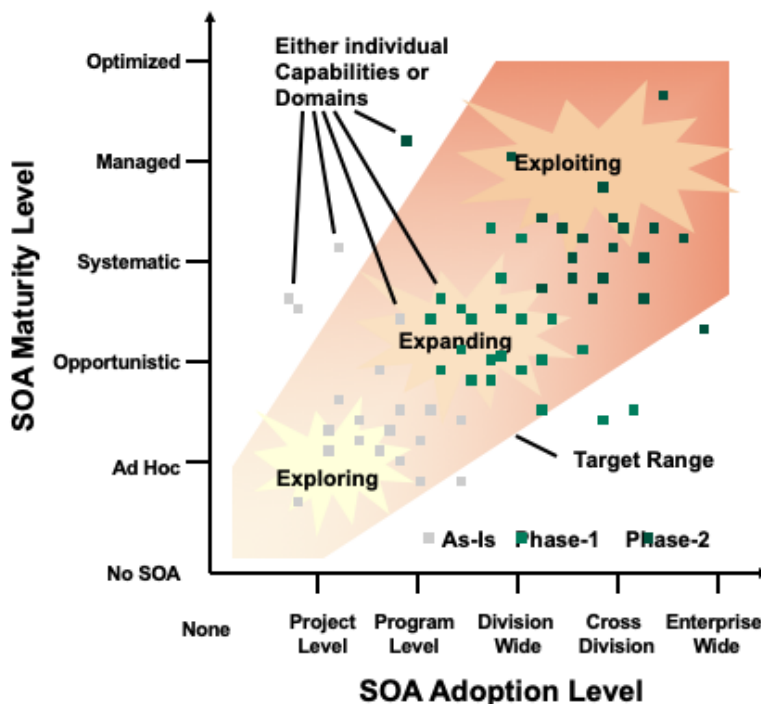 Either individual
Capabilities or
Domains
Optimized
Managed
Systematic
Opportunistic
Ad Hoc
No SOA
SOA Maturity Level
Exploiting
Expanding
Exploring
Target Range
As-Is
Phase-1
Phase-2
None
Project
Level
Program
Level
Division
Wide
Cross
Division
Enterprise
Wide
SOA Adoption Level